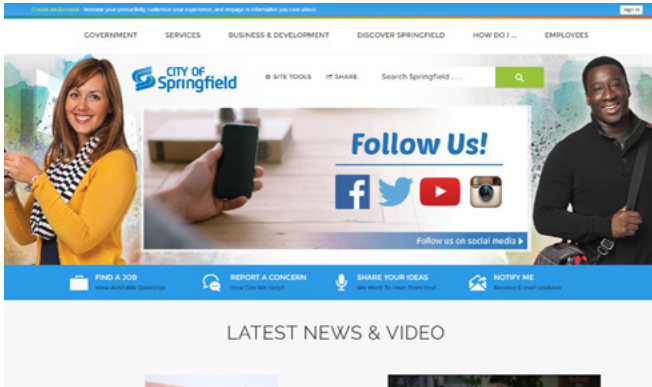 Create an Account - Increase your productivity, customize your experience, and engage in information you care about.
Sign In
GOVERNMENT SERVICES BUSINESS & DEVELOPMENT DISCOVER SPRINGFIELD HOW DO I ... EMPLOYEES
CITY OF
Springfield
SITE TOOLS SHARE Search Springfield . . .
Follow Us!
Follow us on social media
FIND A JOB REPORT A CONCERN SHARE YOUR IDEAS NOTIFY ME
View Available Openings How Can We Help? We Want To Hear From You! Receive E-mail Updates
LATEST NEWS & VIDEO